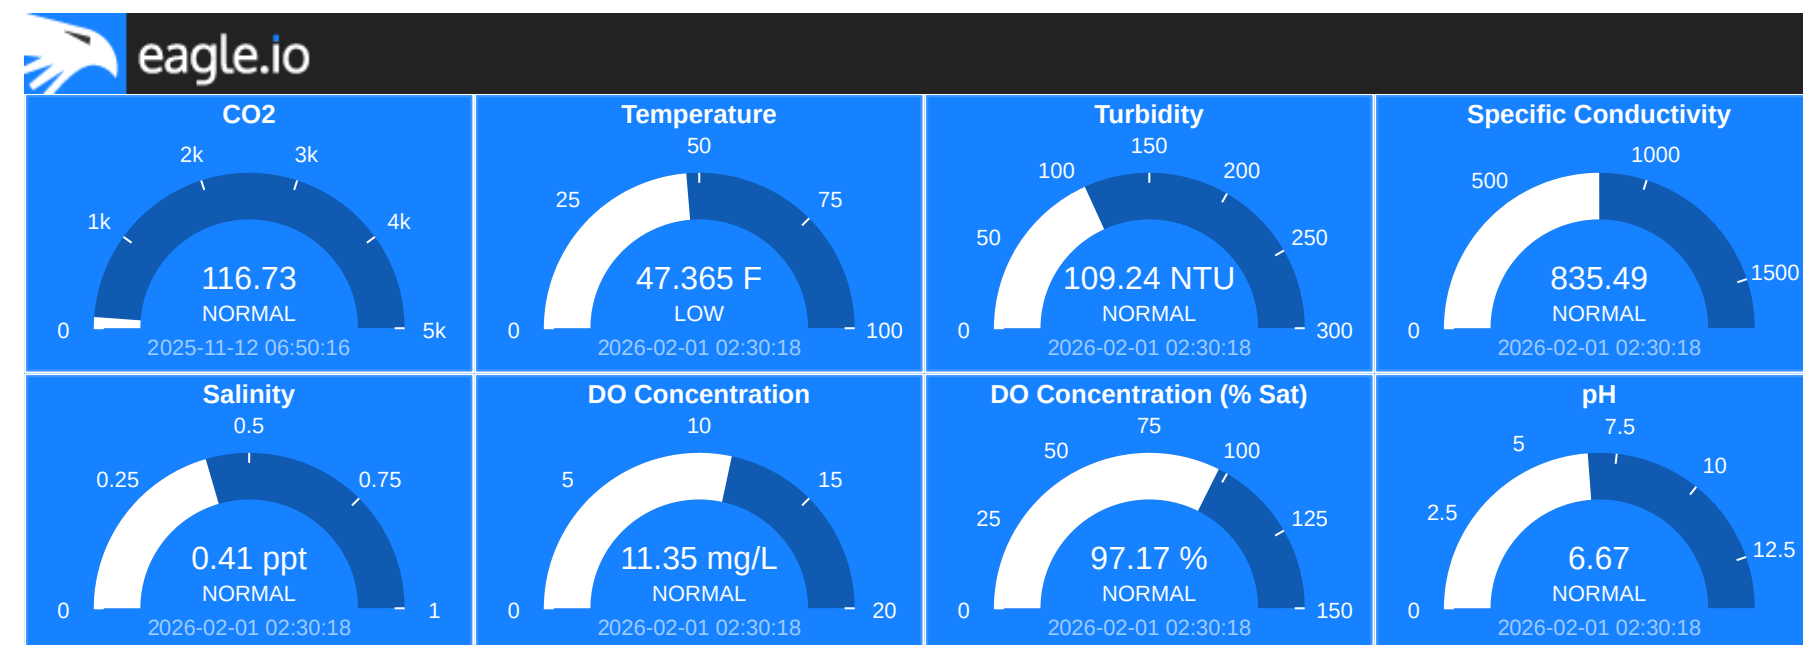 eagle.io
CO2
0
1k
2k
3k
4k
5k
116.73
NORMAL
2025-11-12 06:50:16
Temperature
0
25
50
75
100
47.365 F
LOW
2026-02-01 02:30:18
Turbidity
0
50
100
150
200
250
300
109.24 NTU
NORMAL
2026-02-01 02:30:18
Specific Conductivity
0
500
1000
1500
835.49
NORMAL
2026-02-01 02:30:18
Salinity
0
0.25
0.5
0.75
1
0.41 ppt
NORMAL
2026-02-01 02:30:18
DO Concentration
0
5
10
15
20
11.35 mg/L
NORMAL
2026-02-01 02:30:18
DO Concentration (% Sat)
0
25
50
75
100
125
150
97.17 %
NORMAL
2026-02-01 02:30:18
pH
0
2.5
5
7.5
10
12.5
6.67
NORMAL
2026-02-01 02:30:18